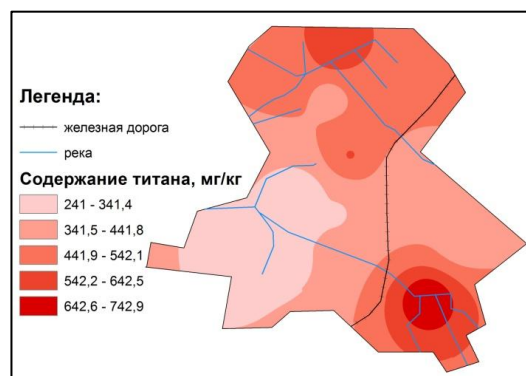 Легенда:
железная дорога
река
Содержание титана, мг/кг
241 - 341,4
341,5 - 441,8
441,9 - 542,1
542,2 - 642,5
642,6 - 742,9